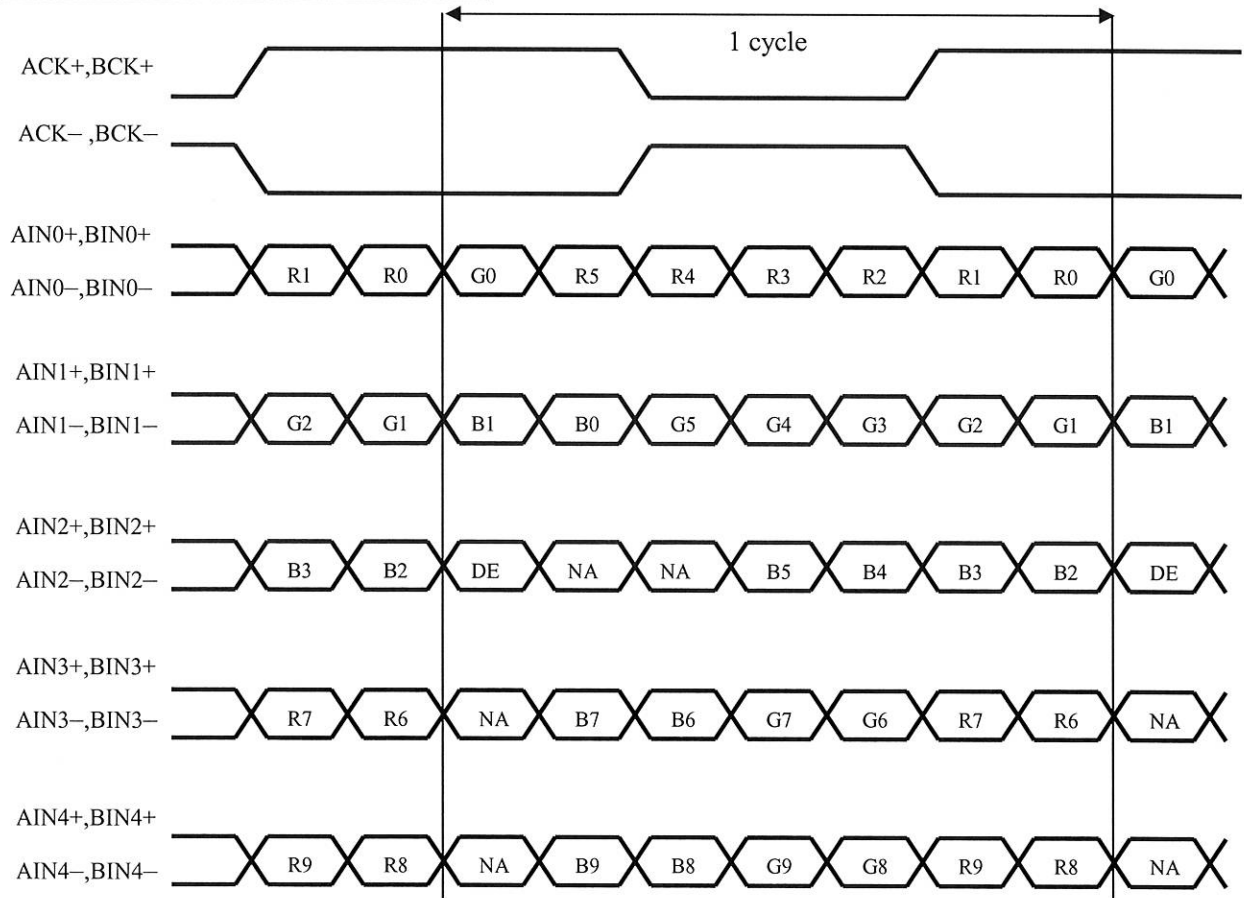 1 cycle
ACK+,BCK+
ACK– ,BCK–
AIN0+,BIN0+
R1 R0 G0 R5 R4 R3 R2 R1 R0 G0
AIN0–,BIN0–
AIN1+,BIN1+
G2 G1 B1 B0 G5 G4 G3 G2 G1 B1
AIN1–,BIN1–
AIN2+,BIN2+
B3 B2 DE NA NA B5 B4 B3 B2 DE
AIN2–,BIN2–
AIN3+,BIN3+
R7 R6 NA B7 B6 G7 G6 R7 R6 NA
AIN3–,BIN3–
AIN4+,BIN4+
R9 R8 NA B9 B8 G9 G8 R9 R8 NA
AIN4–,BIN4–